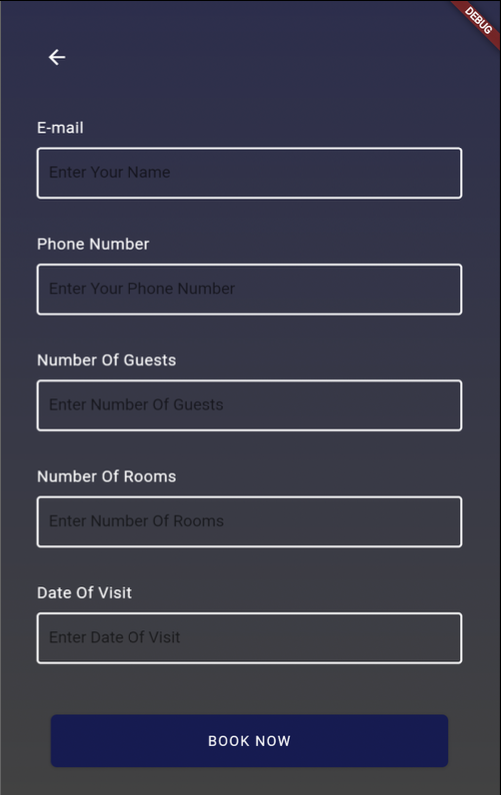 DEBUG
E-mail
Enter Your Name
Phone Number
Enter Your Phone Number
Number Of Guests
Enter Number Of Guests
Number Of Rooms
Enter Number Of Rooms
Date Of Visit
Enter Date Of Visit
BOOK NOW